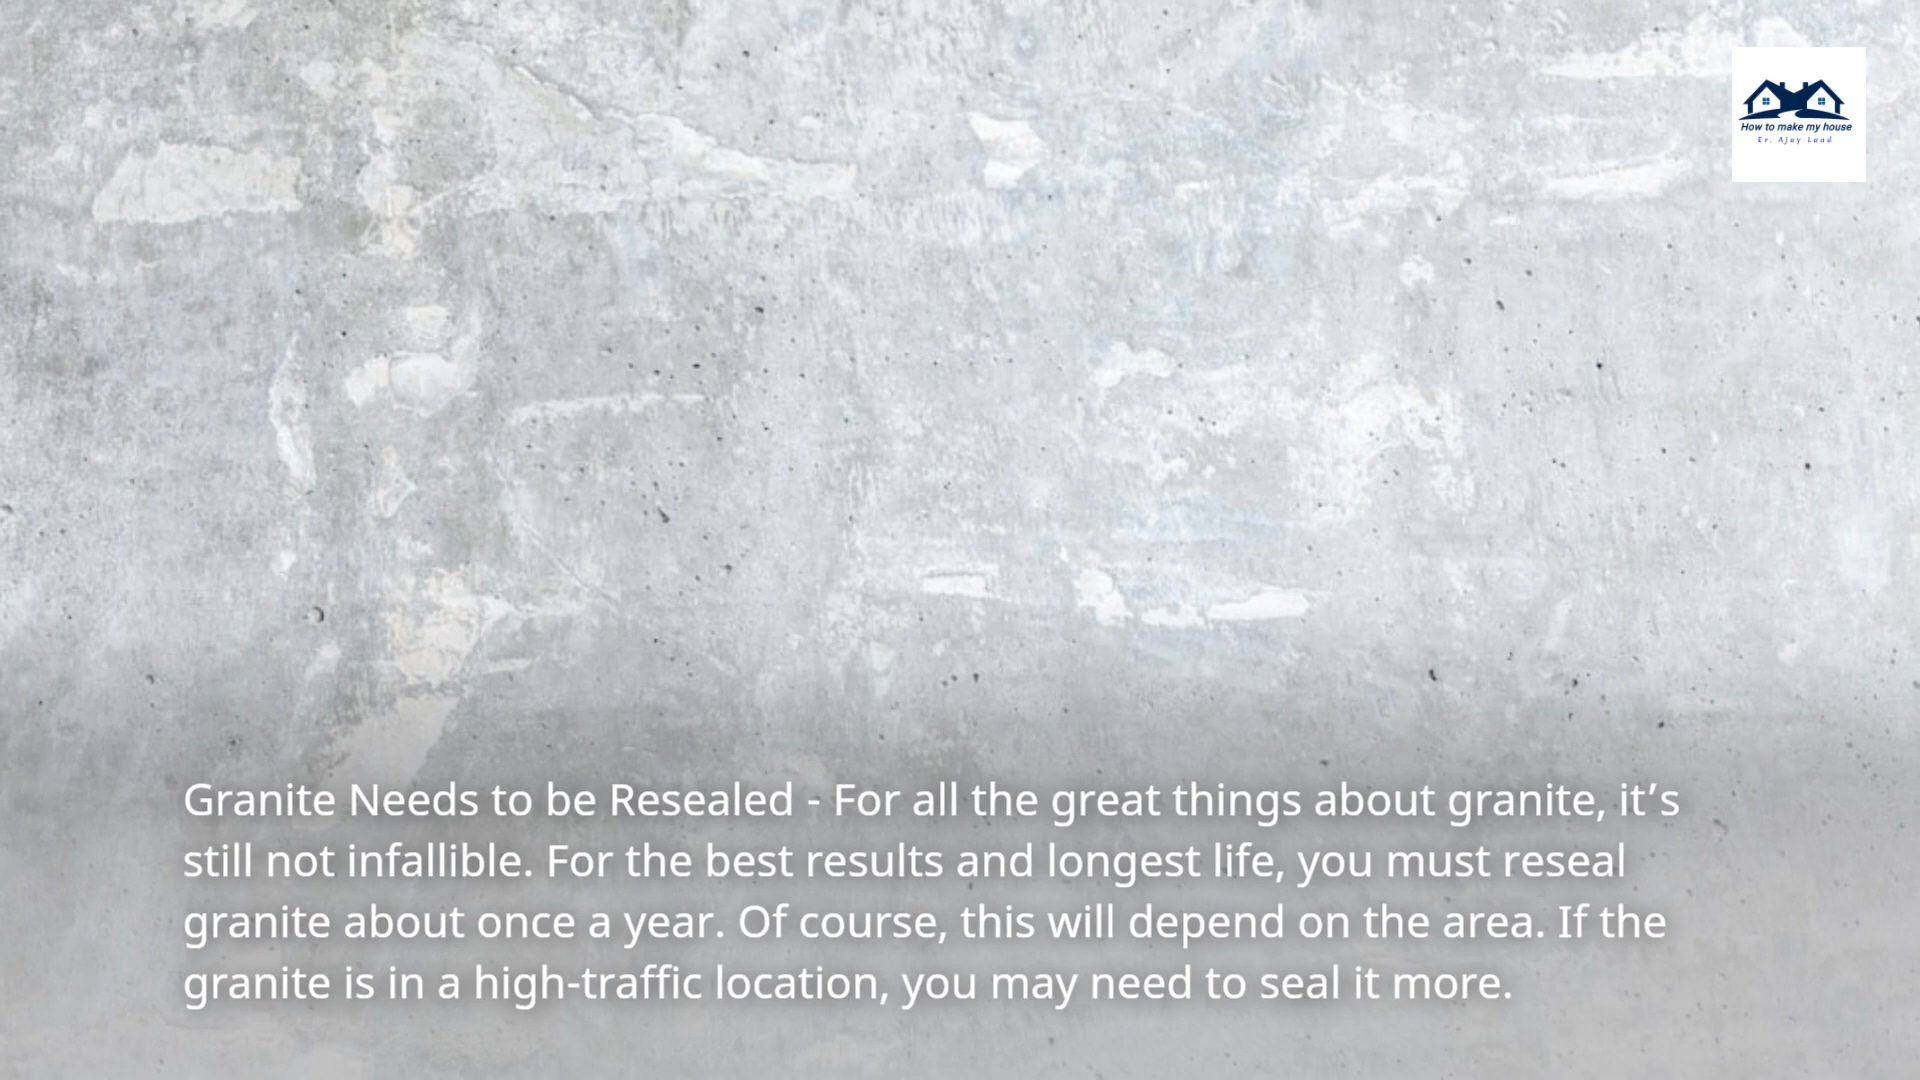 How to make my house
Er. Ajay Laad
Granite Needs to be Resealed - For all the great things about granite, it’s
still not infallible. For the best results and longest life, you must reseal
granite about once a year. Of course, this will depend on the area. If the
granite is in a high-traffic location, you may need to seal it more.